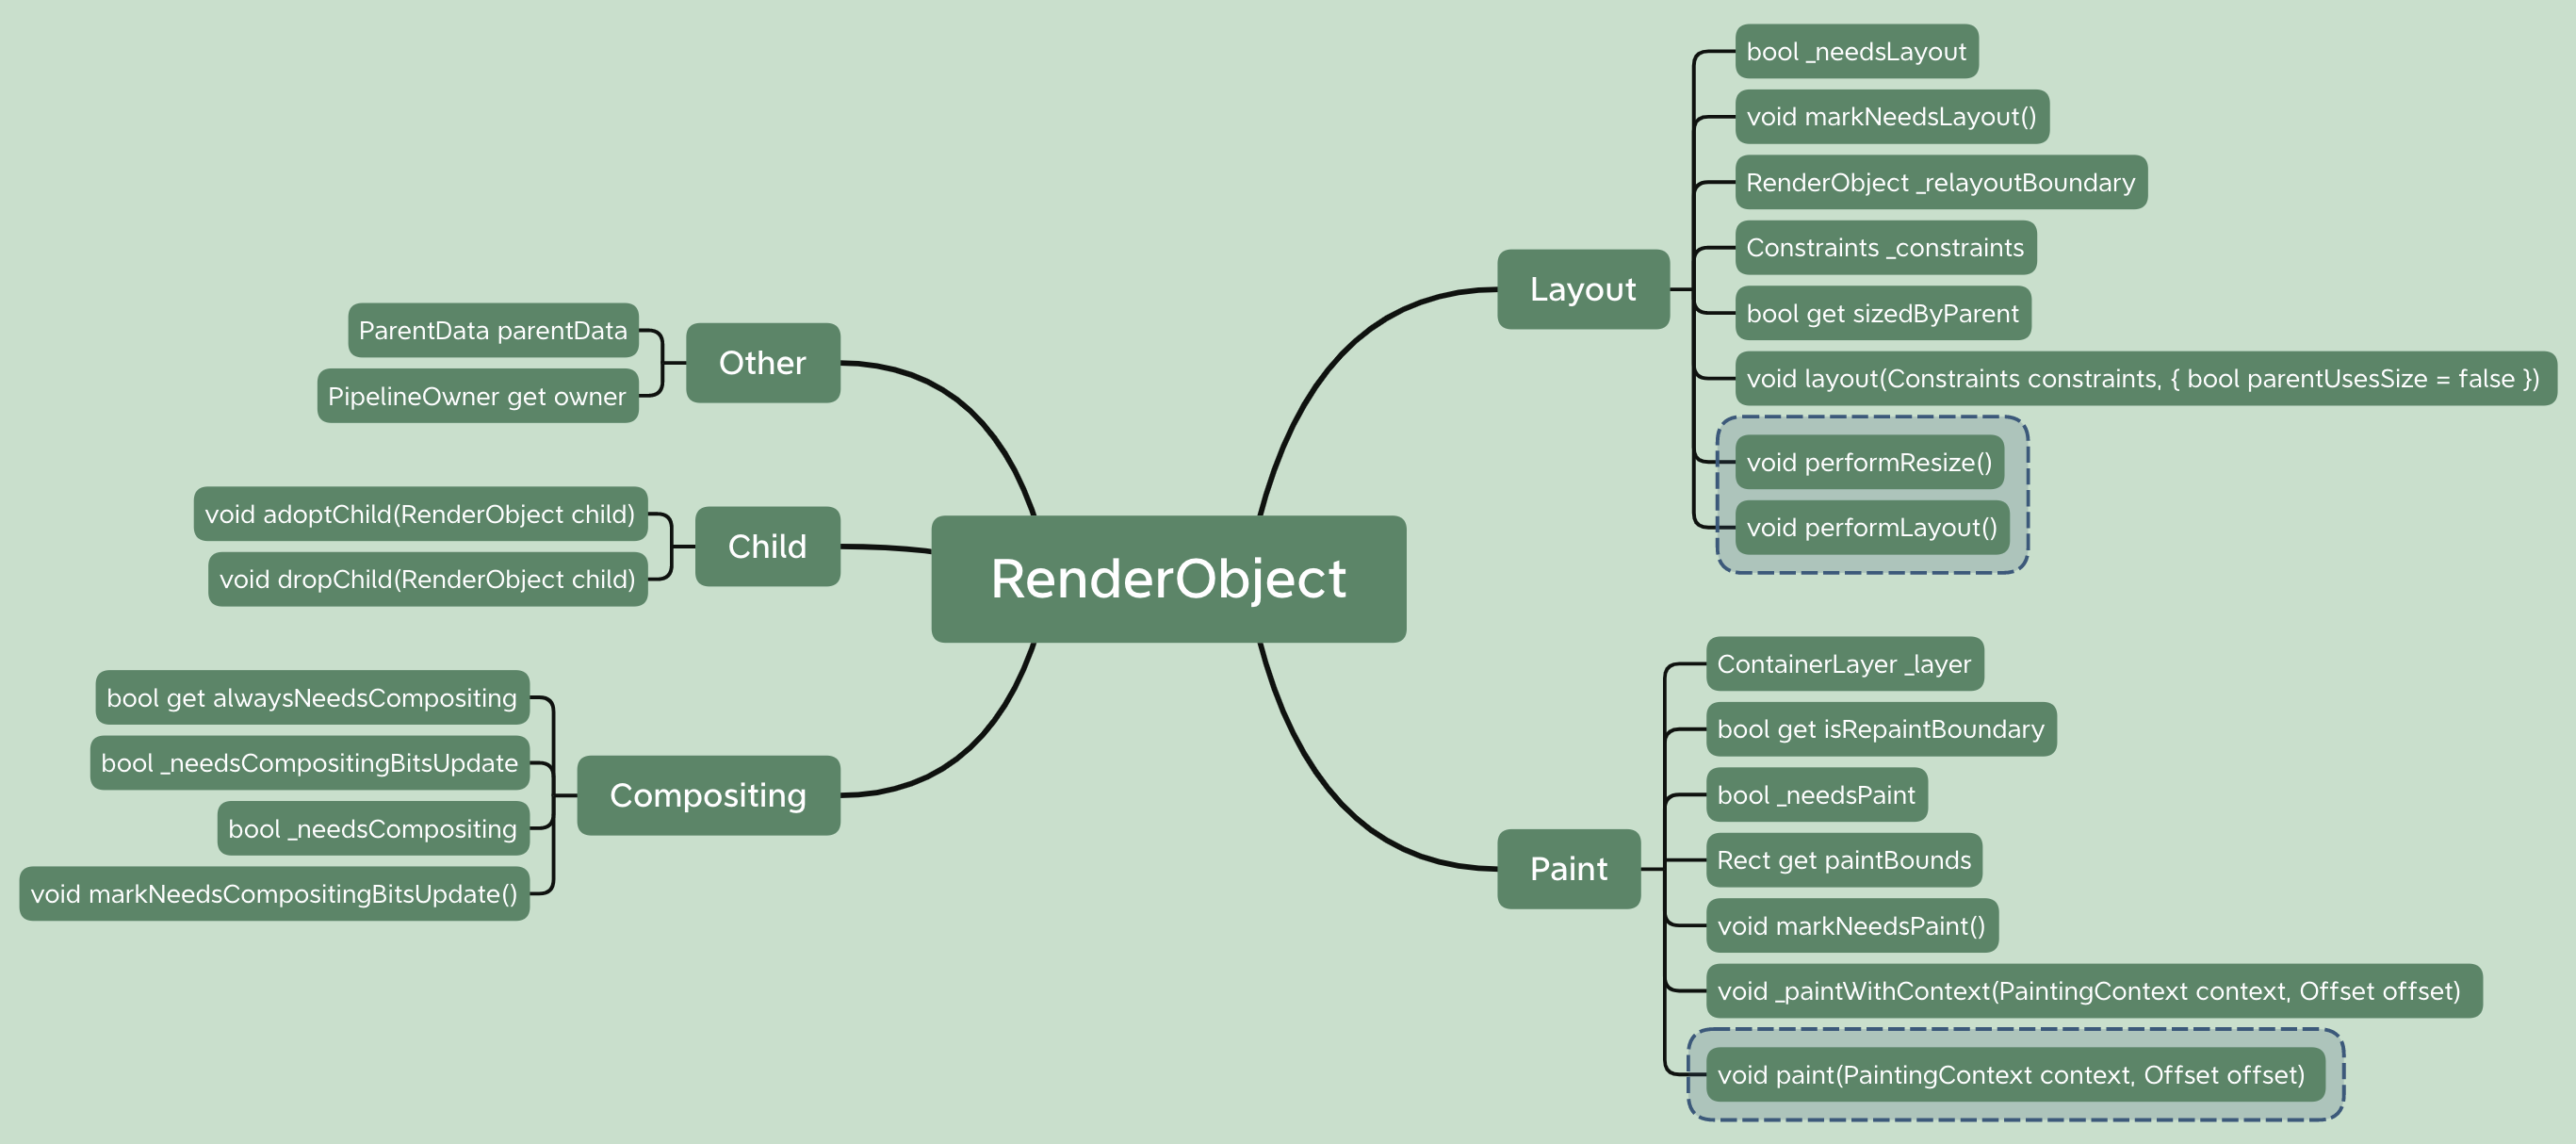 RenderObject
Layout
bool _needsLayout
void markNeedsLayout()
RenderObject _relayoutBoundary
Constraints _constraints
bool get sizedByParent
void layout(Constraints constraints, { bool parentUsesSize = false })
void performResize()
void performLayout()
Paint
ContainerLayer _layer
bool get isRepaintBoundary
bool _needsPaint
Rect get paintBounds
void markNeedsPaint()
void _paintWithContext(PaintingContext context, Offset offset)
void paint(PaintingContext context, Offset offset)
Other
ParentData parentData
PipelineOwner get owner
Child
void adoptChild(RenderObject child)
void dropChild(RenderObject child)
Compositing
bool get alwaysNeedsCompositing
bool _needsCompositingBitsUpdate
bool _needsCompositing
void markNeedsCompositingBitsUpdate()